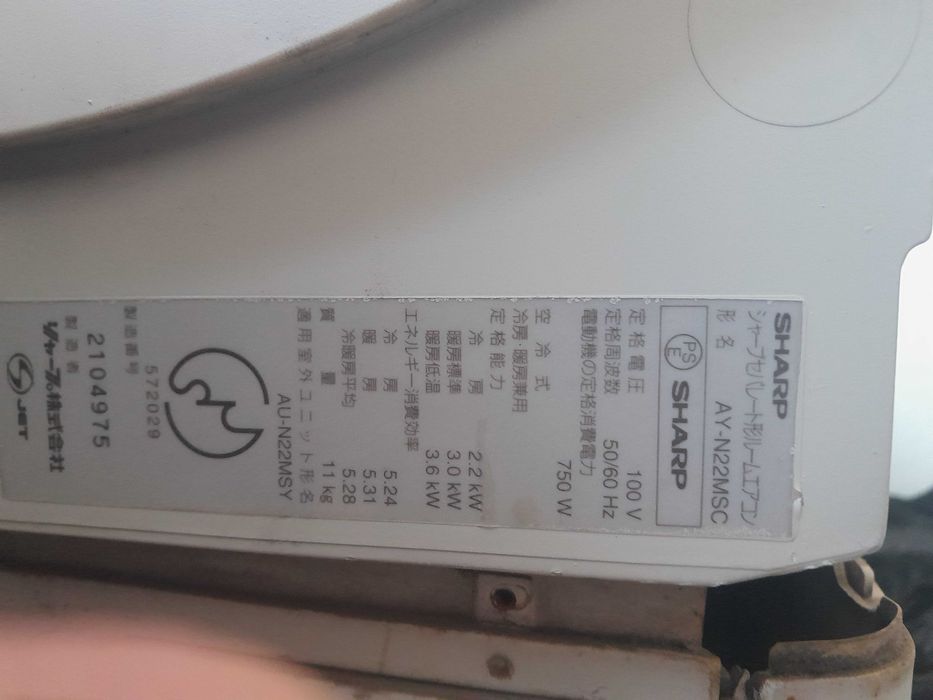 SHARP
シャープセパレート形ルームエアコン
形名 AY-N22MSC
PS
E
SHARP
定格電圧 100 V
定格周波数 50/60 Hz
電動機の定格消費電力
750 W
空冷式
冷房・暖房兼用
定格能力
冷房 2.2 kW
暖房標準 3.0 kW
暖房低温 3.6 kW
エネルギー消費効率
冷房 5.24
暖房 5.31
冷暖房平均 5.28
質量 11 kg
適用室外ユニット形名
AU-N22MSY
製造番号
572029
2104975
製造者
シャープ株式会社
JET